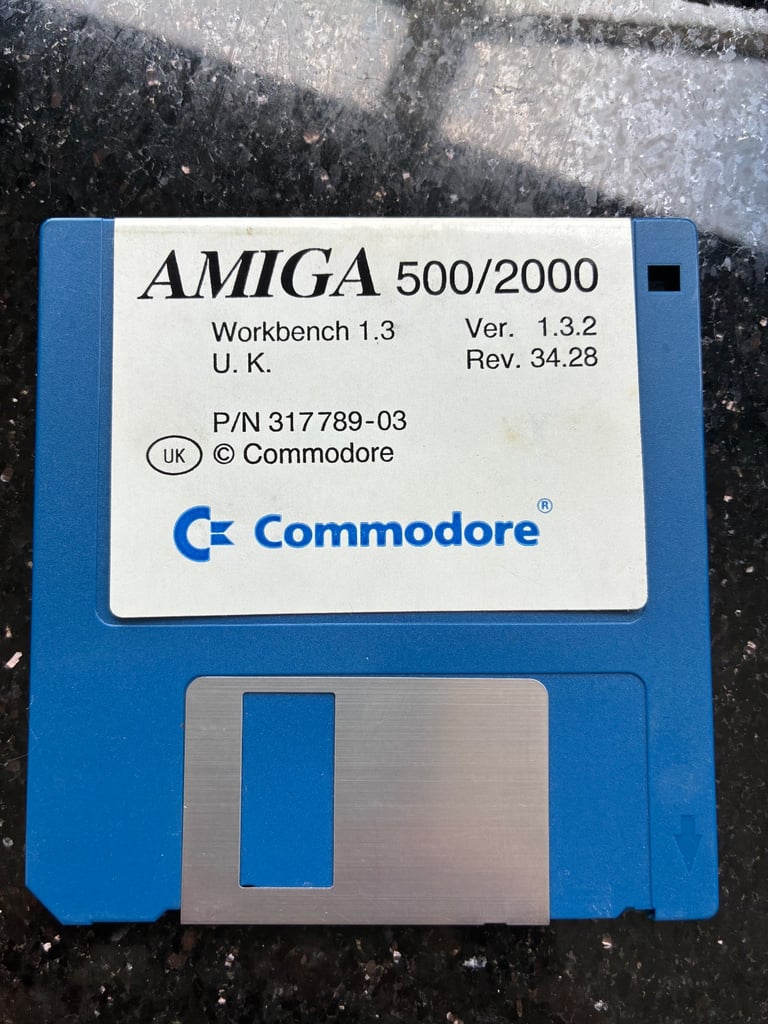 AMIGA 500/2000
Workbench 1.3 Ver. 1.3.2
U. K. Rev. 34.28
P/N 317789-03
UK © Commodore
Commodore®